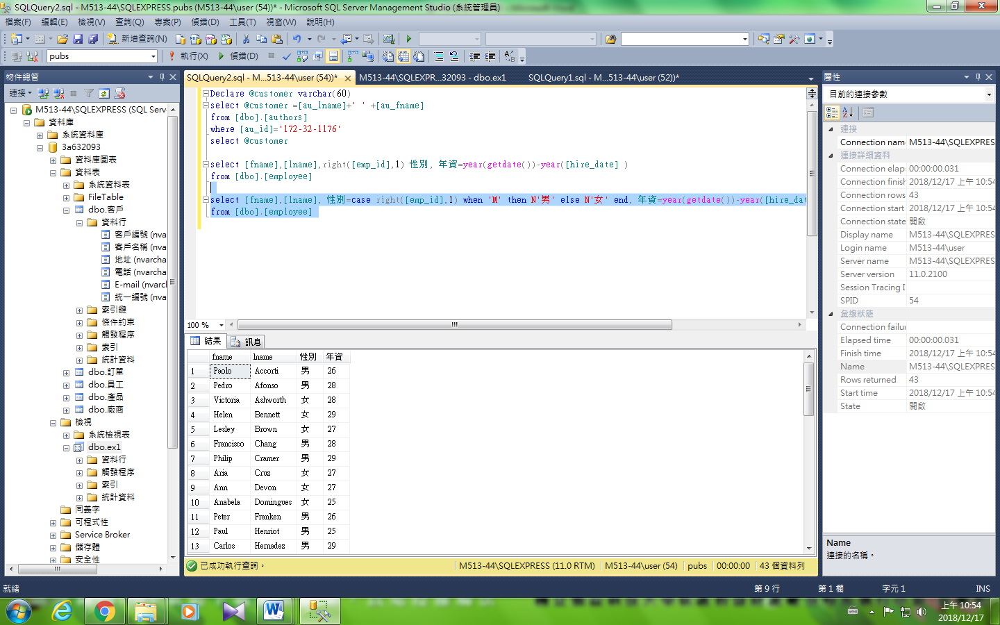 SQLQuery2.sql - M513-44\SQLEXPRESS.pubs (M513-44\user (54))* - Microsoft SQL Server Management Studio (系統管理員)
檔案(F) 編輯(E) 檢視(V) 查詢(Q) 專案(P) 偵錯(D) 工具(T) 視窗(W) 說明(H)
新增查詢(N)
pubs 執行(X) 偵錯(D)
物件總管
連接
M513-44\SQLEXPRESS (SQL Serv
資料庫
系統資料庫
3a632093
資料庫圖表
資料表
系統資料表
FileTable
dbo.客戶
資料行
客戶編號 (nva
客戶名稱 (nva
地址 (nvarcha
電話 (nvarcha
E-mail (nvarcl
統一編號 (nva
索引鍵
條件約束
觸發程序
索引
統計資料
dbo.訂單
dbo.員工
dbo.產品
dbo.廠商
檢視
系統檢視表
dbo.ex1
資料行
觸發程序
索引
統計資料
同義字
可程式性
Service Broker
儲存體
安全性
SQLQuery2.sql - M...513-44\user (54))* M513-44\SQLEXPR...32093 - dbo.ex1 SQLQuery1.sql - M...513-44\user (52))*
Declare @customer varchar(60)
select @customer =[au_lname]+' ' +[au_fname]
from [dbo].[authors]
where [au_id]='172-32-1176'
select @customer
select [fname],[lname],right([emp_id],1) 性別, 年資=year(getdate())-year([hire_date] )
from [dbo].[employee]
select [fname],[lname], 性別=case right([emp_id],1) when 'M' then N'男' else N'女' end, 年資=year(getdate())-year([hire_dat
from [dbo].[employee]
100 %
結果 訊息
fname lname 性別 年資
1 Paolo Accorti 男 26
2 Pedro Afonso 男 28
3 Victoria Ashworth 女 28
4 Helen Bennett 女 29
5 Lesley Brown 女 27
6 Francisco Chang 男 28
7 Philip Cramer 男 29
8 Aria Cruz 女 27
9 Ann Devon 女 27
10 Anabela Domingues 女 25
11 Peter Franken 男 26
12 Paul Henriot 男 25
13 Carlos Hernadez 男 29
已成功執行查詢。 M513-44\SQLEXPRESS (11.0 RTM) M513-44\user (54) pubs 00:00:00 43 個資料列
屬性
目前的連接參數
連接
Connection name M513-44\SQLEXPRES
連接詳細資料
Connection elap 00:00:00.031
Connection finish 2018/12/17 上午 10:54
Connection rows 43
Connection start 2018/12/17 上午 10:54
Connection state 開啟
Display name M513-44\SQLEXPRES
Login name M513-44\user
Server name M513-44\SQLEXPRES
Server version 11.0.2100
Session Tracing I
SPID 54
彙總狀態
Connection failur
Elapsed time 00:00:00.031
Finish time 2018/12/17 上午 10:54
Name M513-44\SQLEXPRES
Rows returned 43
Start time 2018/12/17 上午 10:54
State 開啟
Name
連接的名稱。
就緒 第 9 行 第 1 欄 字元 1 INS
上午 10:54
2018/12/17